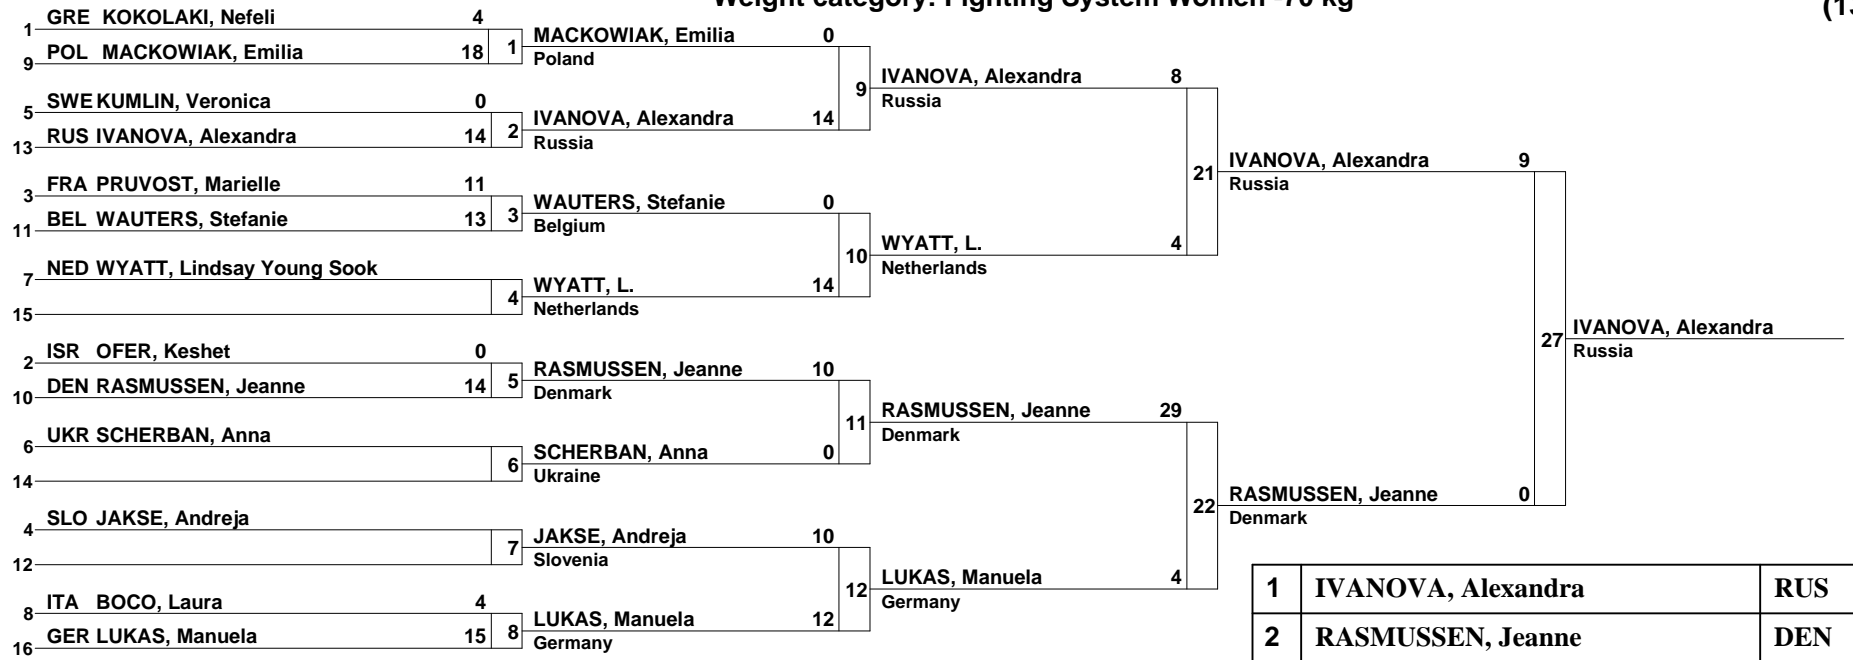 Weight category: Fighting System Women -70 kg
(13
1 GRE KOKOLAKI, Nefeli 4
9 POL MACKOWIAK, Emilia 18
1
5 SWE KUMLIN, Veronica 0
13 RUS IVANOVA, Alexandra 14
2
3 FRA PRUVOST, Marielle 11
11 BEL WAUTERS, Stefanie 13
3
7 NED WYATT, Lindsay Young Sook
15
4
2 ISR OFER, Keshet 0
10 DEN RASMUSSEN, Jeanne 14
5
6 UKR SCHERBAN, Anna
14
6
4 SLO JAKSE, Andreja
12
7
8 ITA BOCO, Laura 4
16 GER LUKAS, Manuela 15
8
MACKOWIAK, Emilia 0
Poland
IVANOVA, Alexandra 14
Russia
9
WAUTERS, Stefanie 0
Belgium
WYATT, L. 14
Netherlands
10
RASMUSSEN, Jeanne 10
Denmark
SCHERBAN, Anna 0
Ukraine
11
JAKSE, Andreja 10
Slovenia
LUKAS, Manuela 12
Germany
12
IVANOVA, Alexandra 8
Russia
WYATT, L. 4
Netherlands
21
RASMUSSEN, Jeanne 29
Denmark
LUKAS, Manuela 4
Germany
22
IVANOVA, Alexandra 9
Russia
RASMUSSEN, Jeanne 0
Denmark
27
IVANOVA, Alexandra
Russia
1 IVANOVA, Alexandra RUS
2 RASMUSSEN, Jeanne DEN